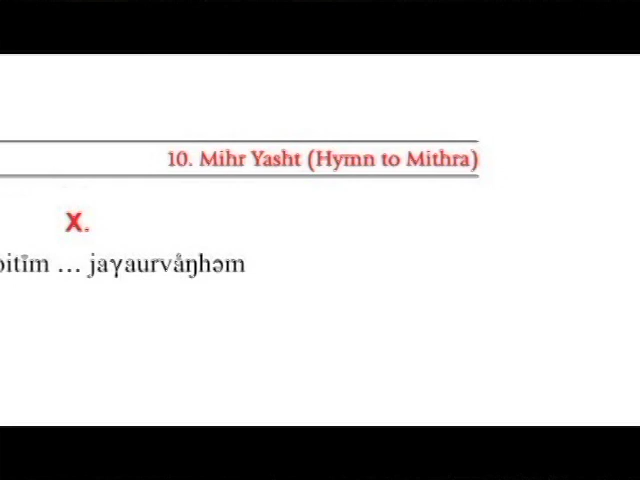 10. Mihr Yasht (Hymn to Mithra)
X.
… jaγaurvåŋhəm